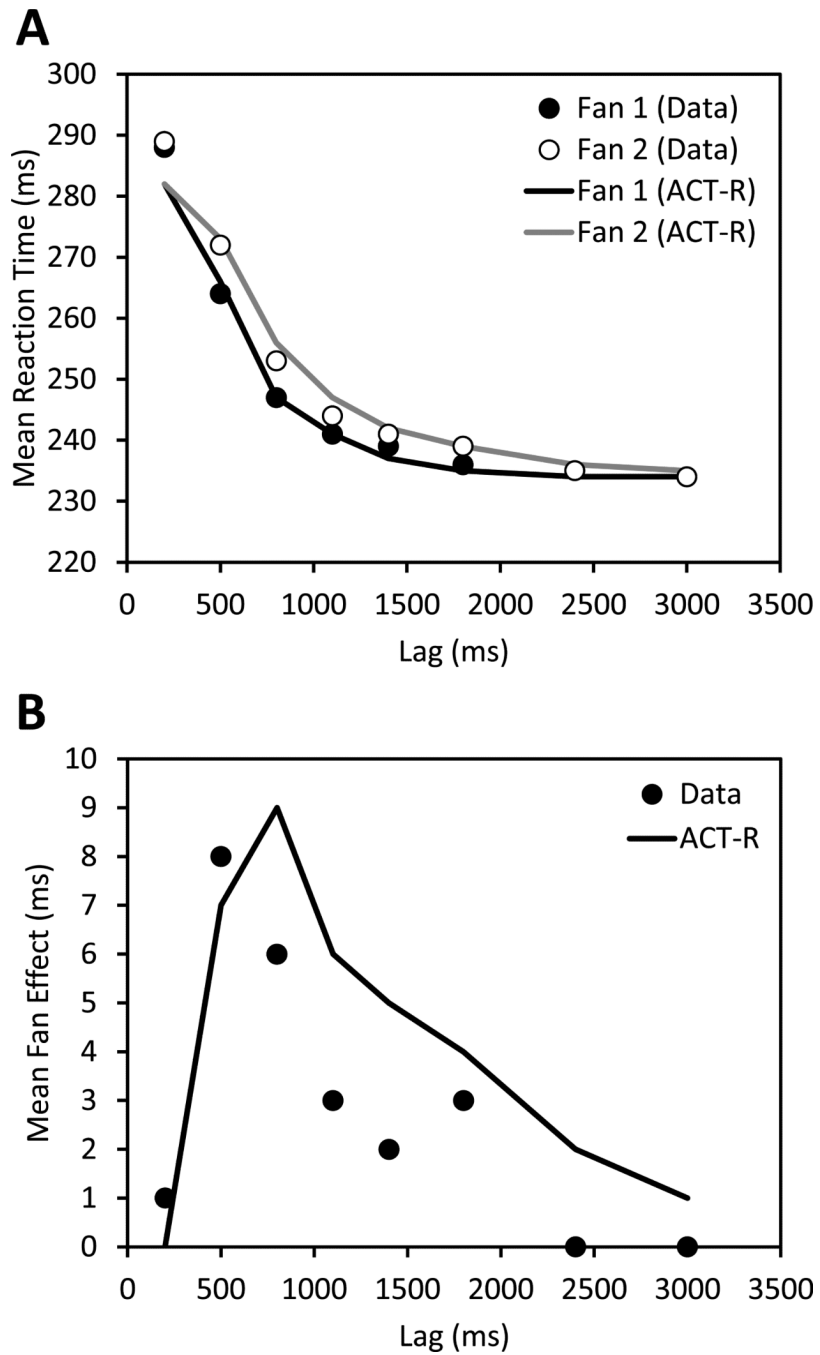 A
300
290
280
270
260
250
240
230
220
Mean Reaction Time (ms)
Fan 1 (Data)
Fan 2 (Data)
Fan 1 (ACT-R)
Fan 2 (ACT-R)
0 500 1000 1500 2000 2500 3000 3500
Lag (ms)
B
10
9
8
7
6
5
4
3
2
1
0
Mean Fan Effect (ms)
Data
ACT-R
0 500 1000 1500 2000 2500 3000 3500
Lag (ms)